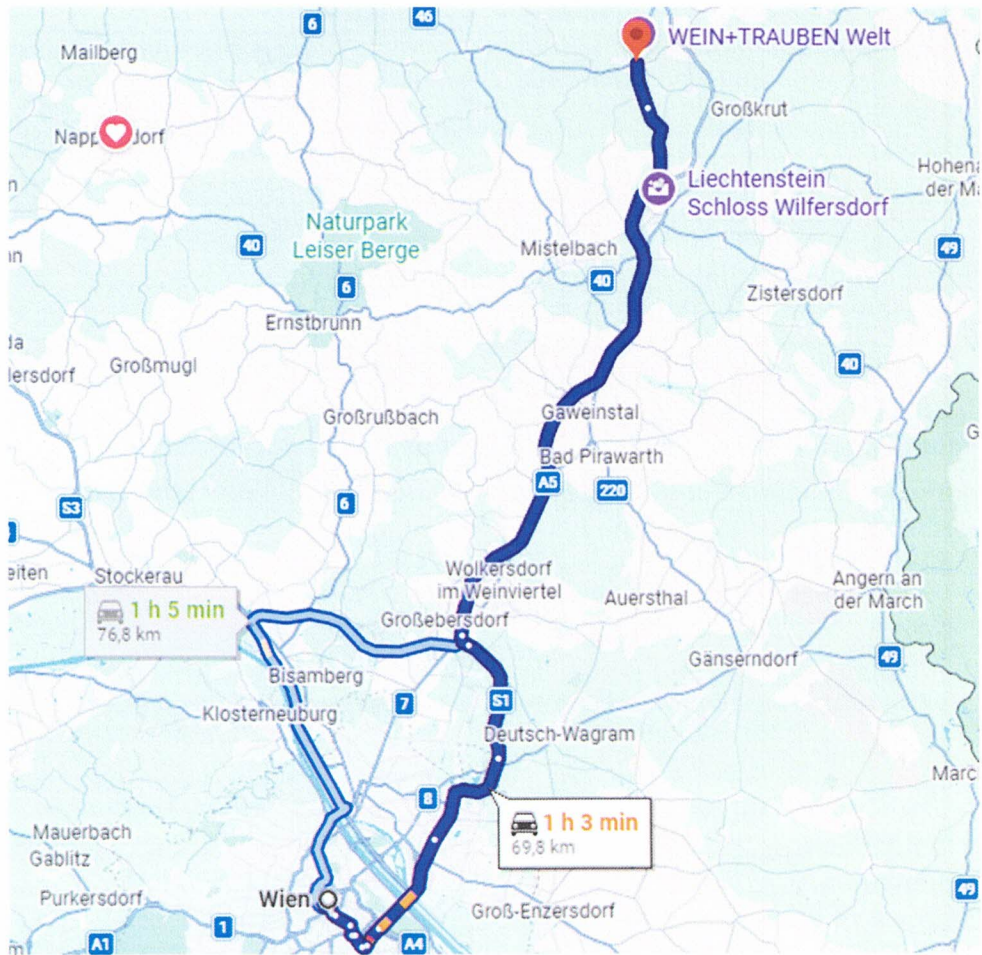 6
46
Mailberg
WEIN+TRAUBEN Welt
Großkrut
Liechtenstein
Schloss Wilfersdorf
Naturpark
Leiser Berge
40
6
Mistelbach
40
49
Ernstbrunn
Zistersdorf
Großmugl
40
Großrußbach
Gaweinstal
Bad Pirawarth
A5
220
S3
6
Stockerau
Wolkersdorf
im Weinviertel
Auersthal
Angern an
der March
1 h 5 min
76,8 km
Großebersdorf
Gänserndorf
49
Bisamberg
Klosterneuburg
7
S1
Deutsch-Wagram
8
1 h 3 min
69,8 km
Mauerbach
Gablitz
Purkersdorf
Wien
Groß-Enzersdorf
49
A1
1
A4